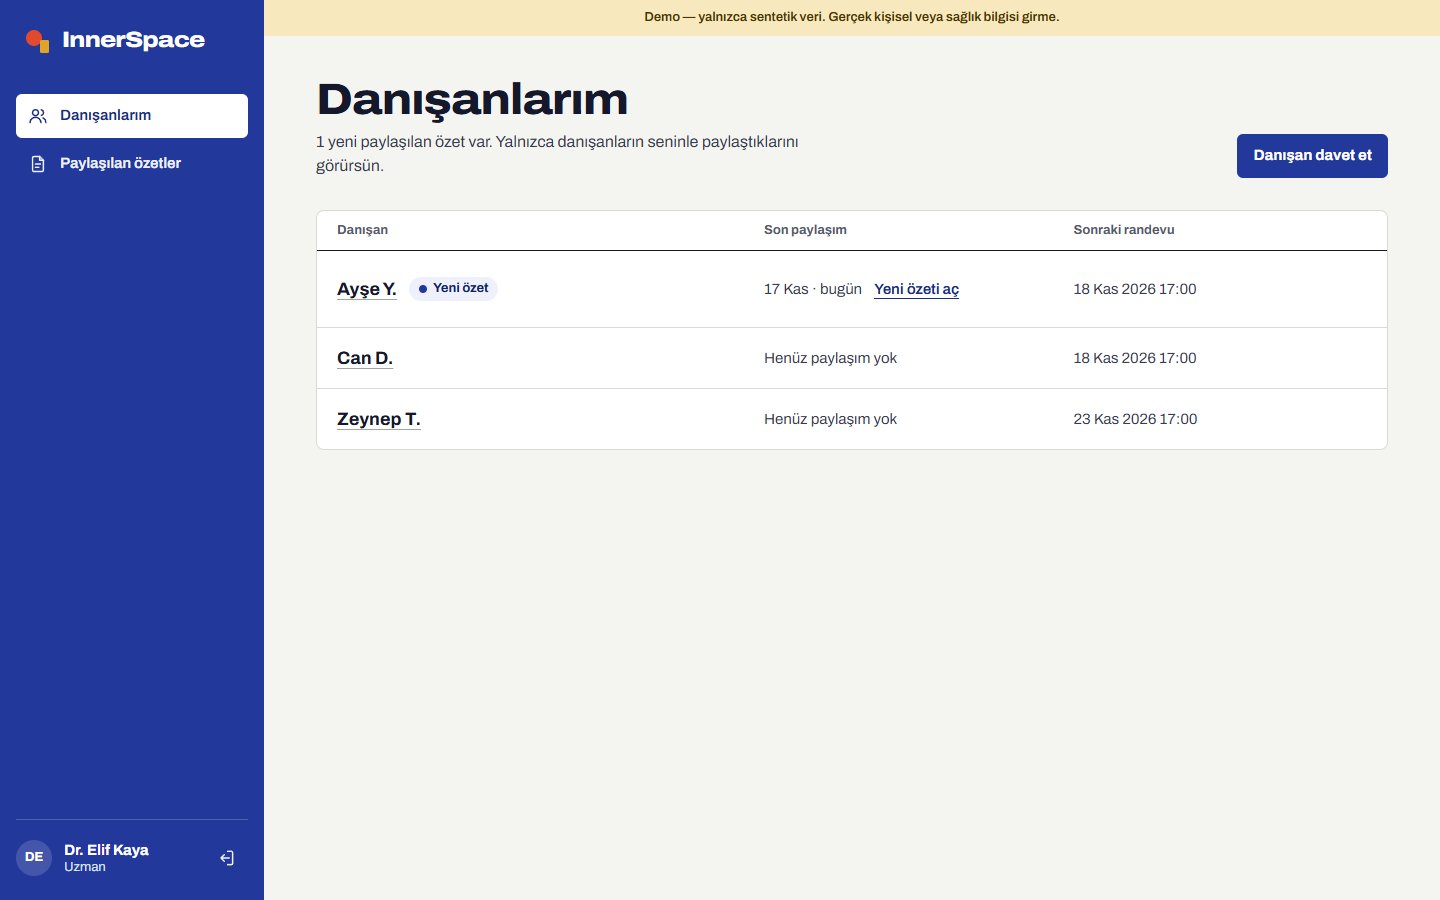 InnerSpace
Danışanlarım
Paylaşılan özetler
DE
Dr. Elif Kaya
Uzman
Demo — yalnızca sentetik veri. Gerçek kişisel veya sağlık bilgisi girme.
Danışanlarım
1 yeni paylaşılan özet var. Yalnızca danışanların seninle paylaştıklarını
görürsün.
Danışan davet et
Danışan Son paylaşım Sonraki randevu
Ayşe Y. Yeni özet 17 Kas · bugün Yeni özeti aç 18 Kas 2026 17:00
Can D. Henüz paylaşım yok 18 Kas 2026 17:00
Zeynep T. Henüz paylaşım yok 23 Kas 2026 17:00